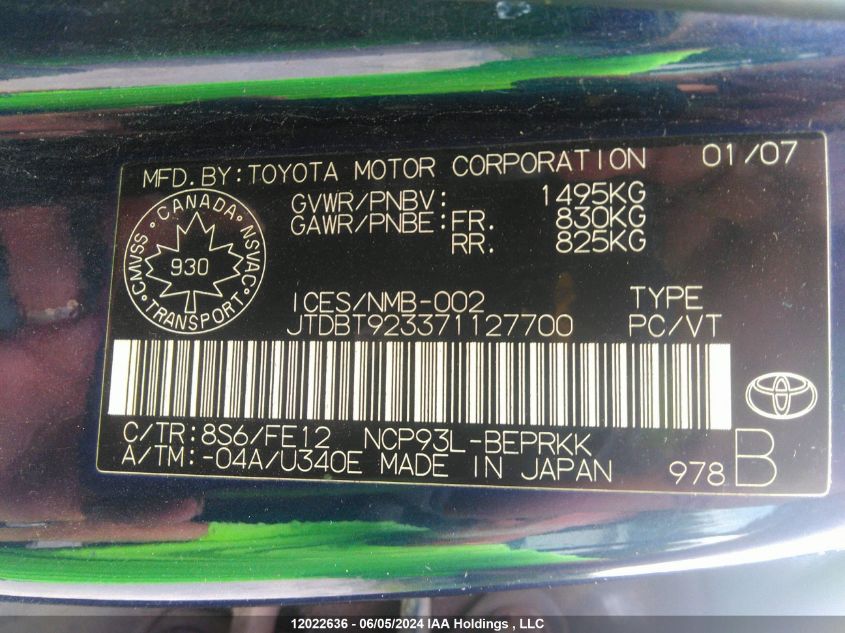 MFD.BY:TOYOTA MOTOR CORPORATION 01/07
GVWR/PNBV: 1495KG
GAWR/PNBE:FR. 830KG
RR. 825KG
CANADA
CMVSS NSVAC
930
TRANSPORT
ICES/NMB-002 TYPE
JTDBT923371127700 PC/VT
C/TR:8S6/FE12 NCP93L-BEPRKK
A/TM:-04A/U340E MADE IN JAPAN 978 B
12022636 - 06/05/2024 IAA Holdings , LLC